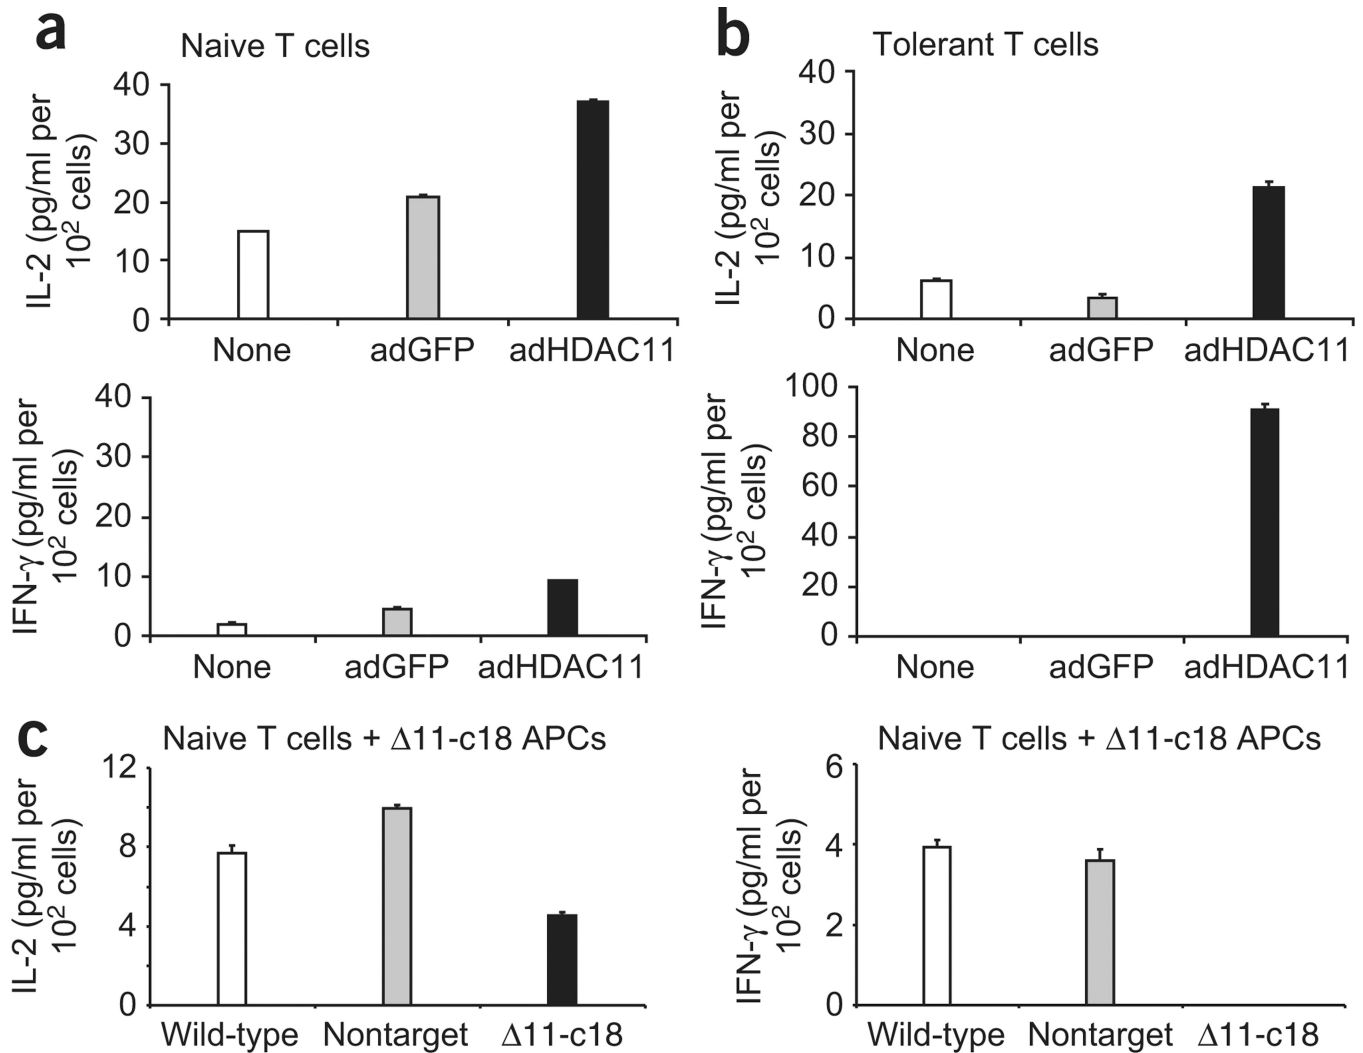 a
Naive T cells
IL-2 (pg/ml per
10² cells)
40
30
20
10
0
None adGFP adHDAC11
IFN-γ (pg/ml per
10² cells)
40
30
20
10
0
None adGFP adHDAC11
b
Tolerant T cells
IL-2 (pg/ml per
10² cells)
40
30
20
10
0
None adGFP adHDAC11
IFN-γ (pg/ml per
10² cells)
100
80
60
40
20
0
None adGFP adHDAC11
c
Naive T cells + Δ11-c18 APCs
IL-2 (pg/ml per
10² cells)
12
8
4
0
Wild-type Nontarget Δ11-c18
Naive T cells + Δ11-c18 APCs
IFN-γ (pg/ml per
10² cells)
6
4
2
0
Wild-type Nontarget Δ11-c18